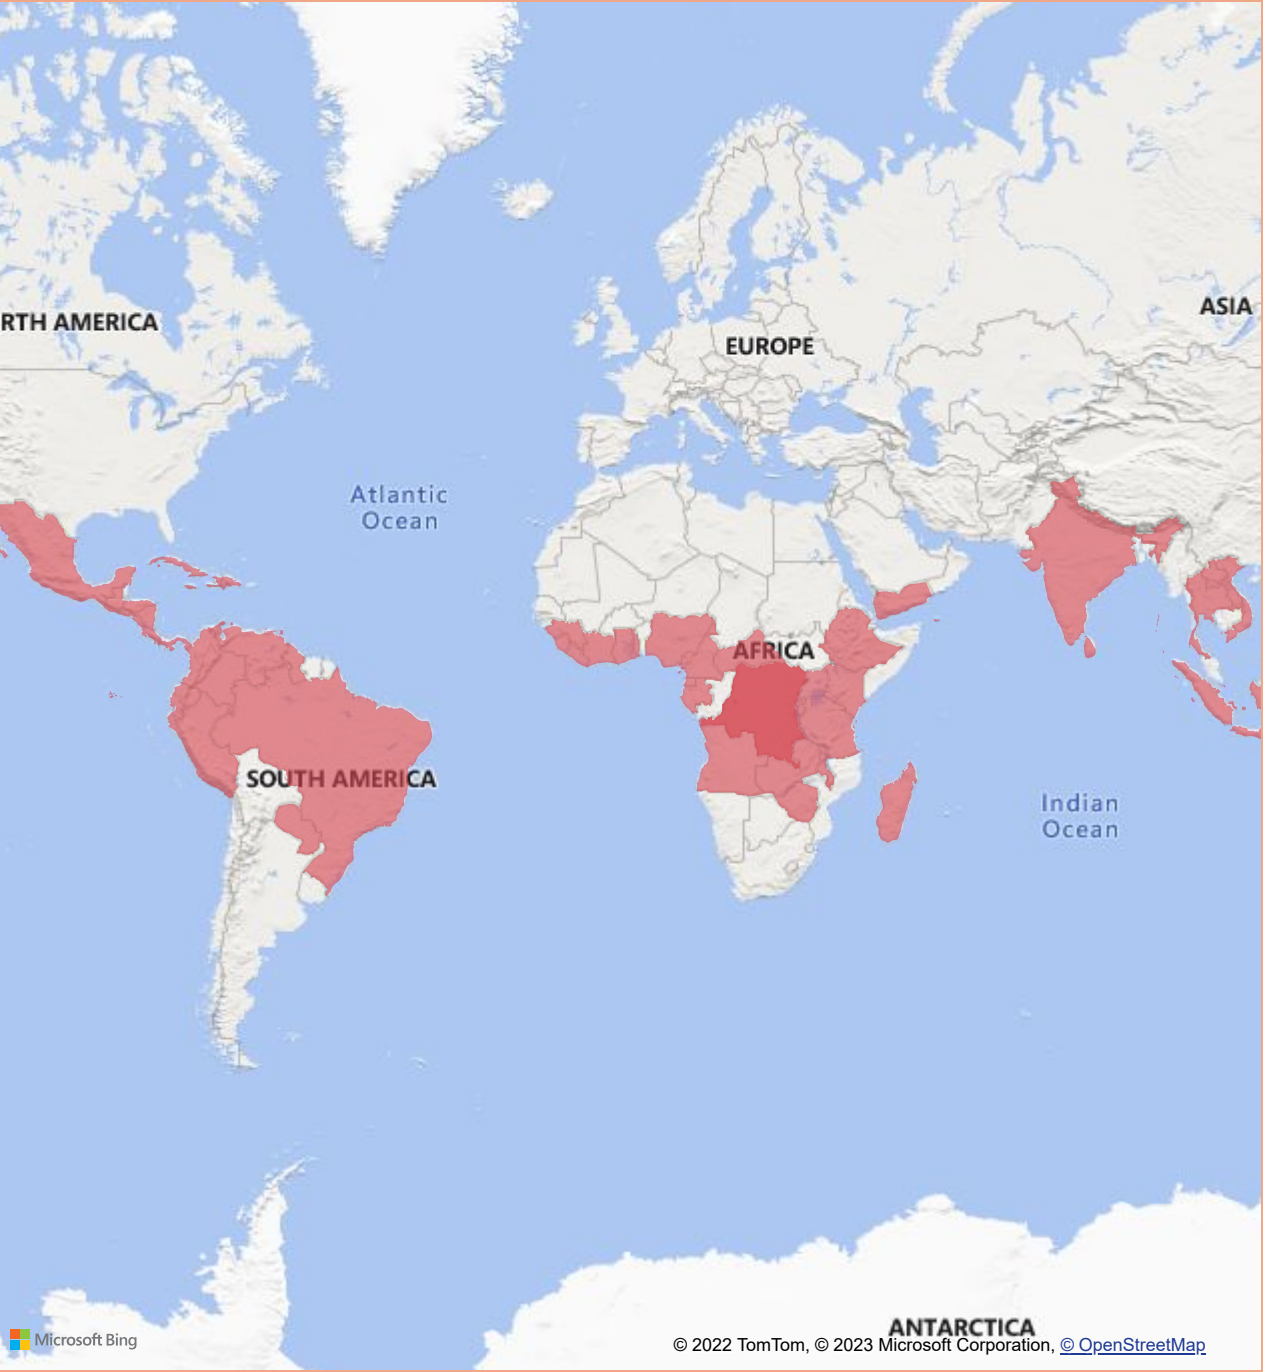 ASIA
RTH AMERICA
EUROPE
Atlantic
Ocean
AFRICA
SOUTH AMERICA
Indian
Ocean
ANTARCTICA
Microsoft Bing
© 2022 TomTom, © 2023 Microsoft Corporation, © OpenStreetMap